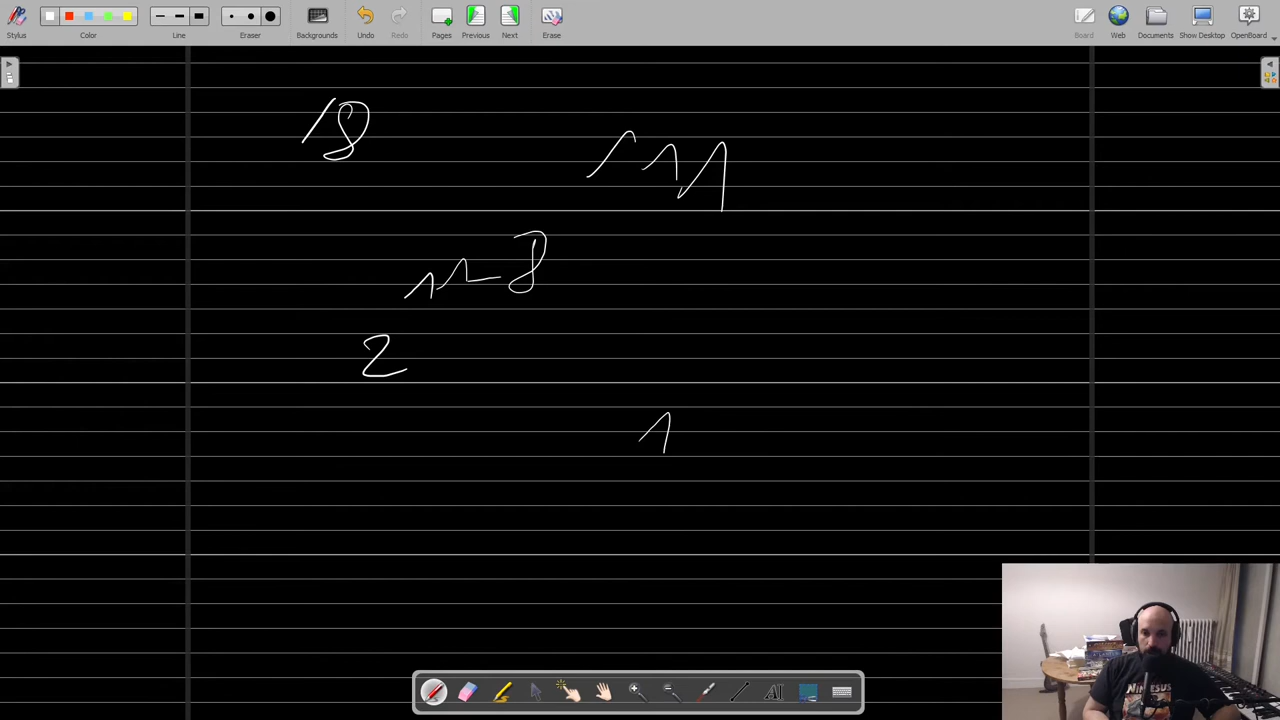 Stylus
Color
Line
Eraser
Backgrounds
Undo
Redo
Pages
Previous
Next
Erase
Board
Web
Documents
Show Desktop
OpenBoard
18
2
1